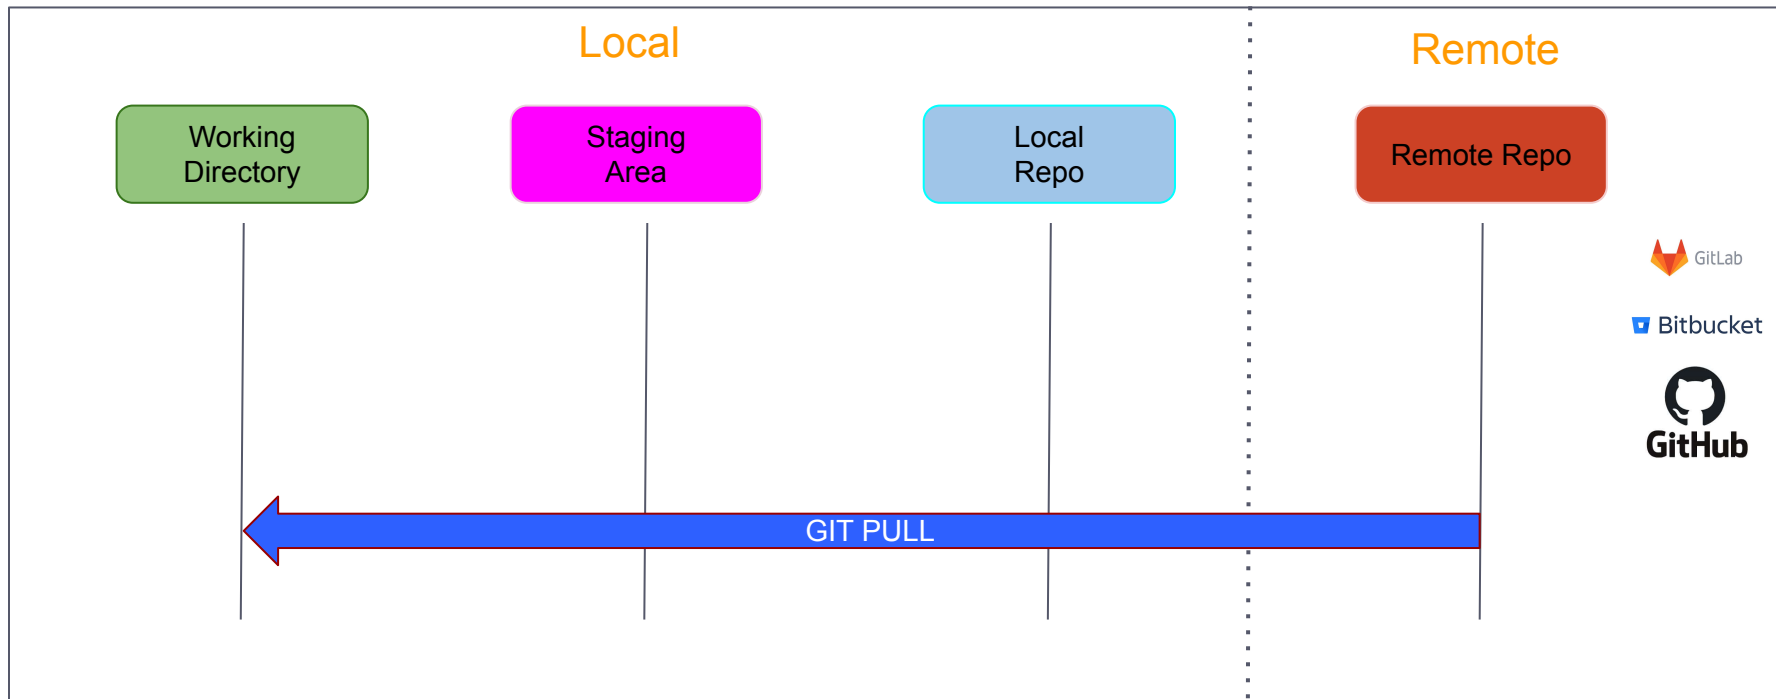 Local
Remote
Working
Directory
Staging
Area
Local
Repo
Remote Repo
GitLab
Bitbucket
GitHub
GIT PULL